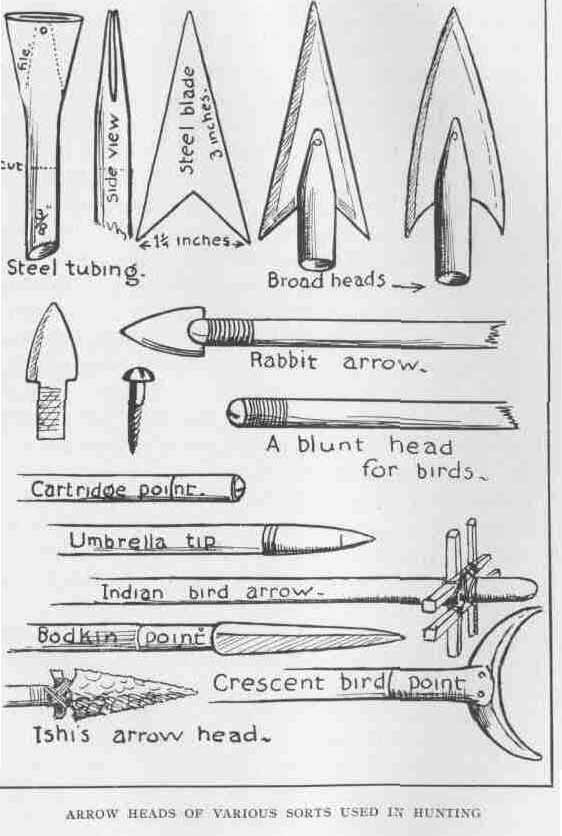 file
cut
Side view
Steel blade
3 inches.
1¼ inches
Steel tubing.
Broad heads
Rabbit arrow.
A blunt head
for birds.
Cartridge point.
Umbrella tip
Indian bird arrow.
Bodkin point
Crescent bird point
Ishi's arrow head.
ARROW HEADS OF VARIOUS SORTS USED IN HUNTING